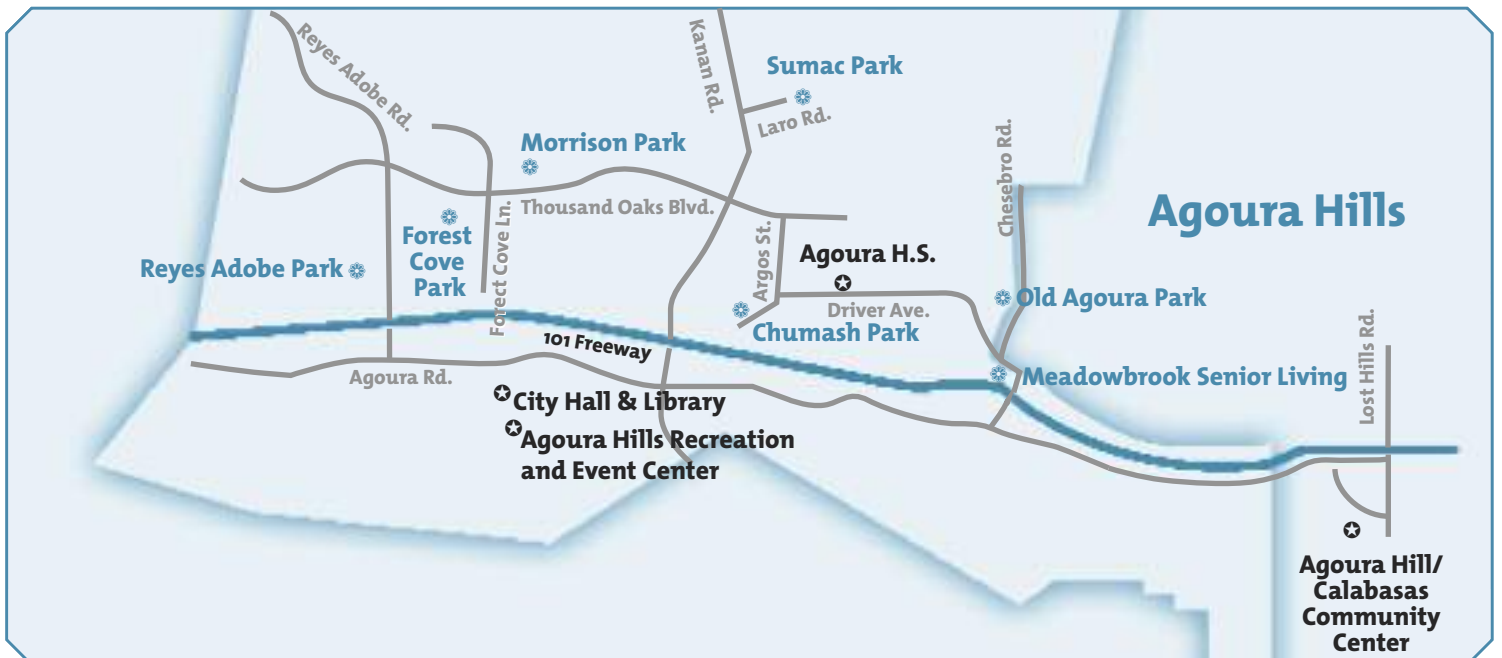 Reyes Adobe Rd.
Kanan Rd.
Sumac Park
Laro Rd.
Morrison Park
Chesebro Rd.
Agoura Hills
Thousand Oaks Blvd.
Forest
Cove
Park
Forect Cove Ln.
Reyes Adobe Park
Argos St.
Agoura H.S.
Driver Ave.
Old Agoura Park
Chumash Park
101 Freeway
Agoura Rd.
Meadowbrook Senior Living
Lost Hills Rd.
City Hall & Library
Agoura Hills Recreation
and Event Center
Agoura Hill/
Calabasas
Community
Center